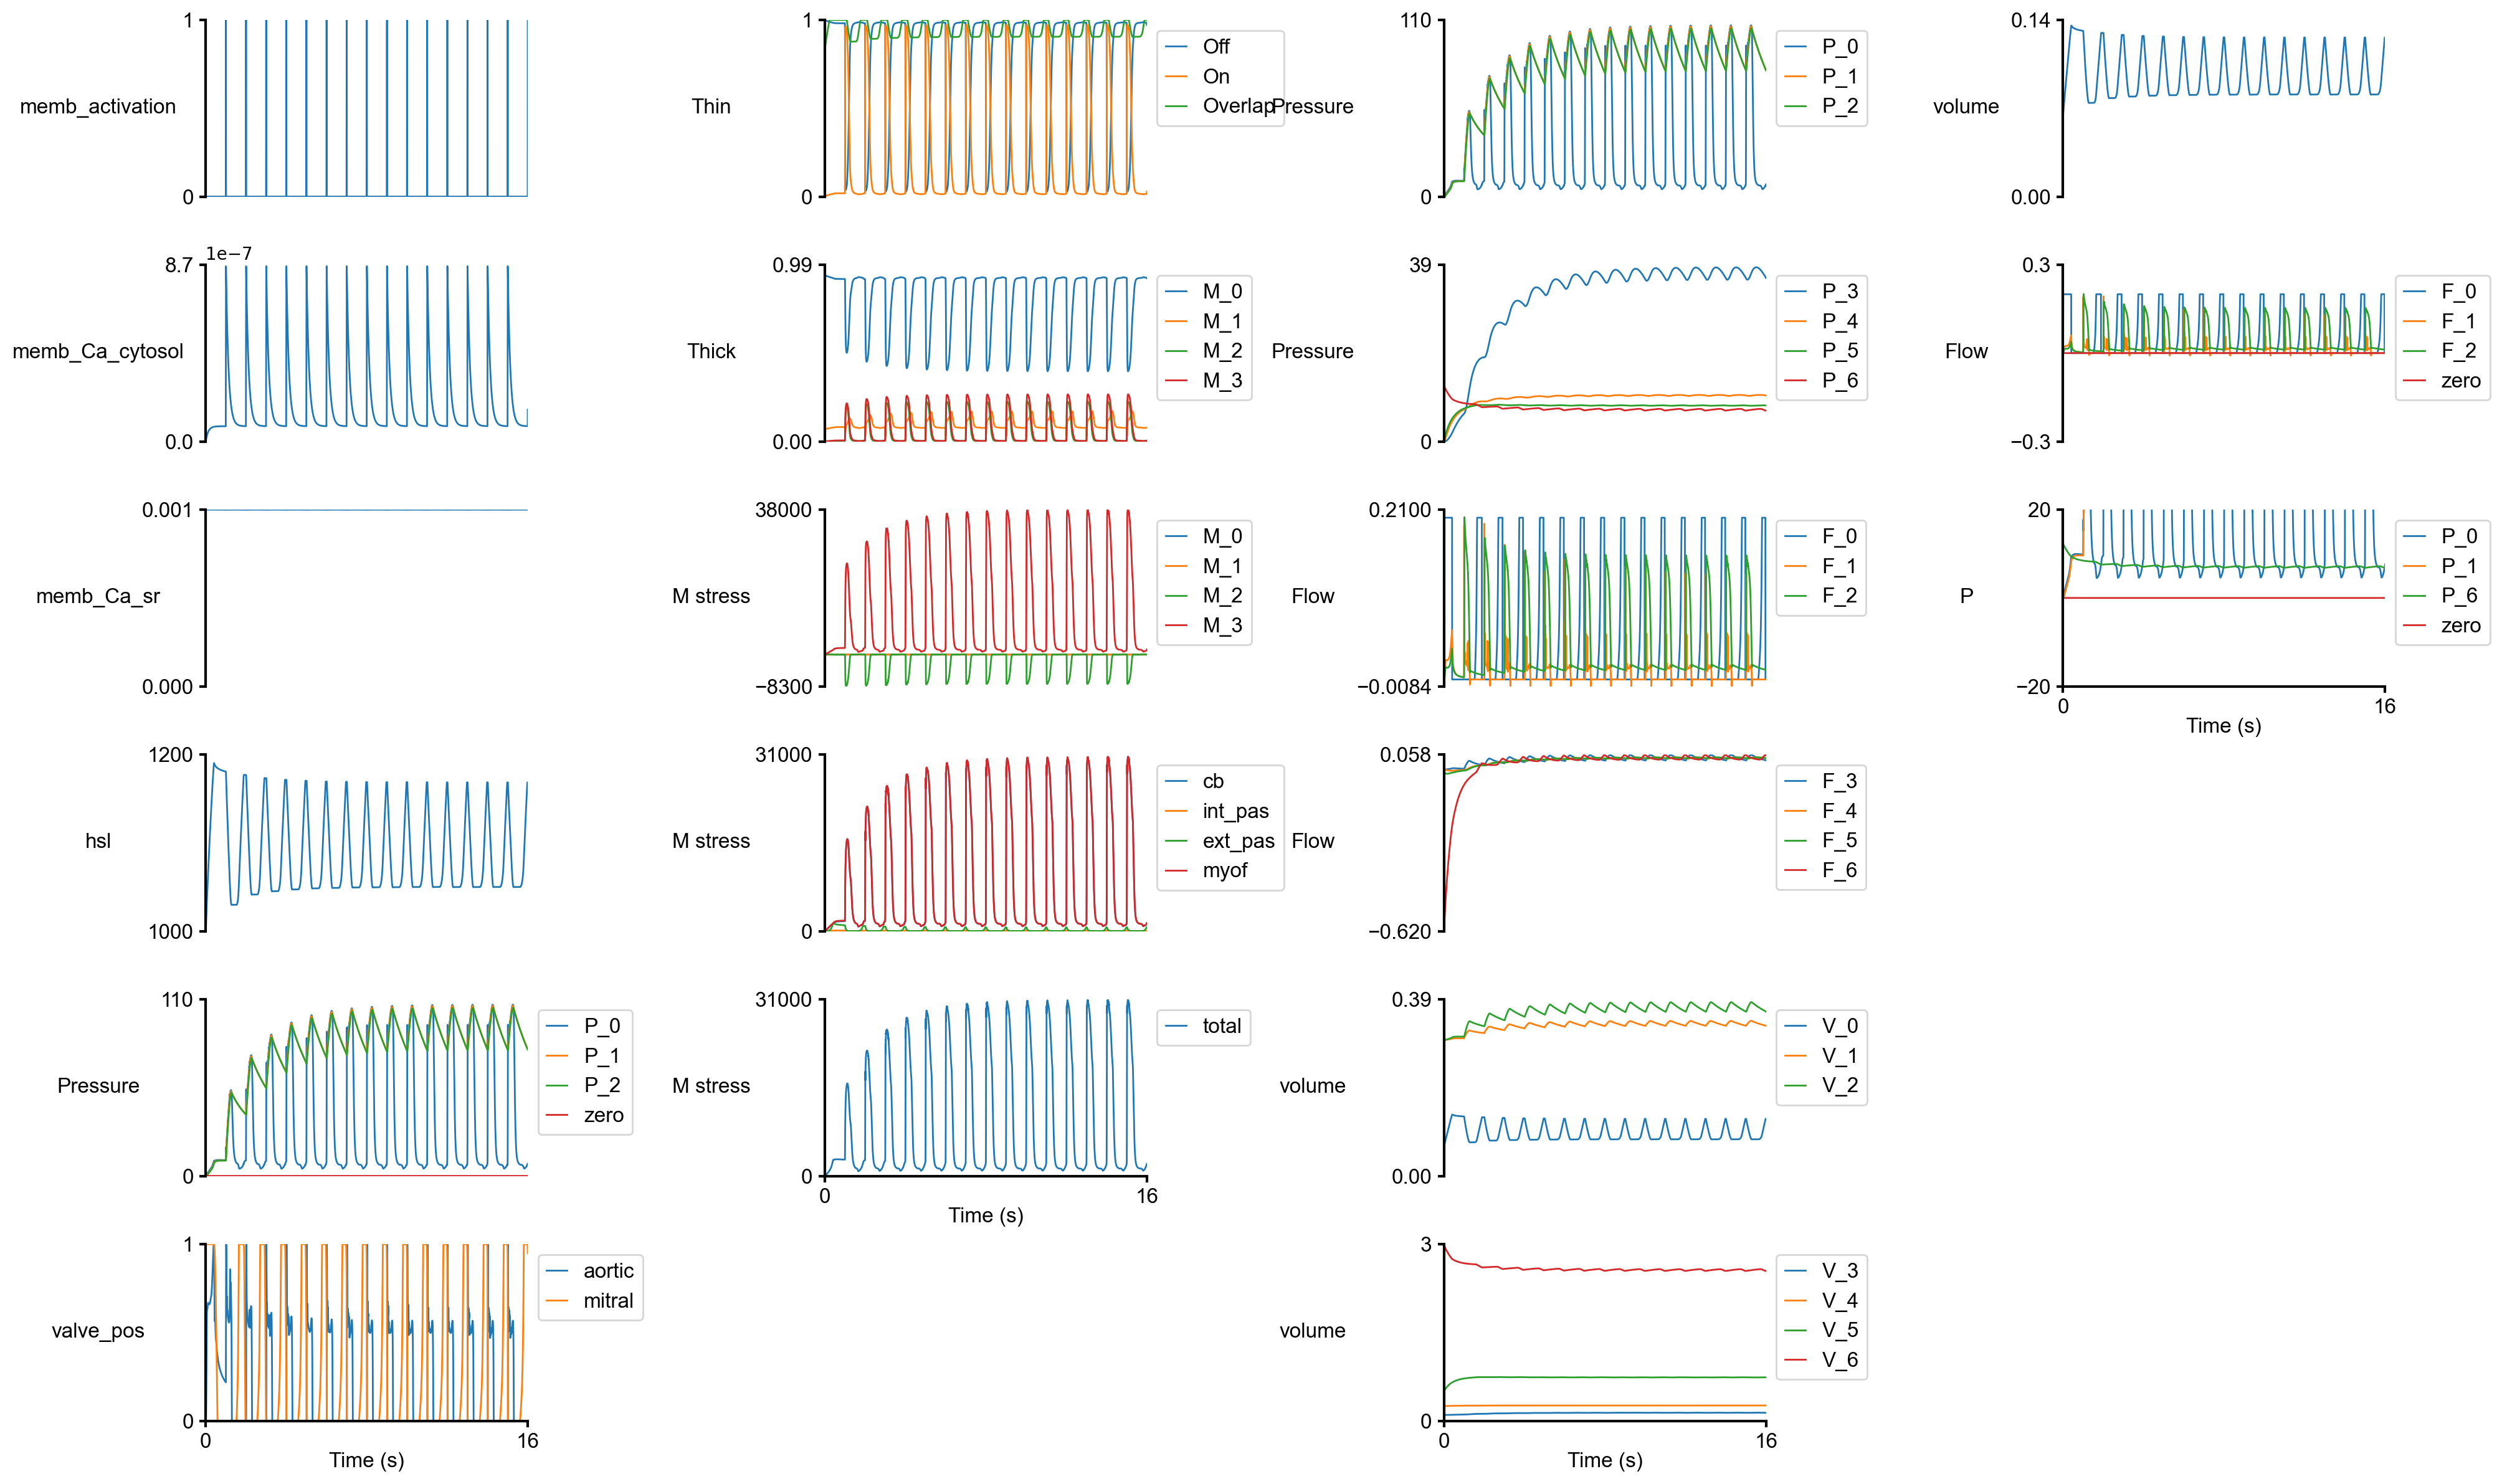 1
memb_activation
0
1e−7
8.7
memb_Ca_cytosol
0.0
0.001
memb_Ca_sr
0.000
1200
hsl
1000
110
Pressure
0
P_0
P_1
P_2
zero
1
valve_pos
0
0
16
Time (s)
aortic
mitral
1
Thin
0
Off
On
Overlap
0.99
Thick
0.00
M_0
M_1
M_2
M_3
38000
M stress
−8300
M_0
M_1
M_2
M_3
31000
M stress
0
cb
int_pas
ext_pas
myof
31000
M stress
0
0
16
Time (s)
total
110
Pressure
0
P_0
P_1
P_2
39
Pressure
0
P_3
P_4
P_5
P_6
0.2100
Flow
−0.0084
F_0
F_1
F_2
0.058
Flow
−0.620
F_3
F_4
F_5
F_6
0.39
volume
0.00
V_0
V_1
V_2
3
volume
0
0
16
Time (s)
V_3
V_4
V_5
V_6
0.14
volume
0.00
0.3
Flow
−0.3
F_0
F_1
F_2
zero
20
P
−20
0
16
Time (s)
P_0
P_1
P_6
zero